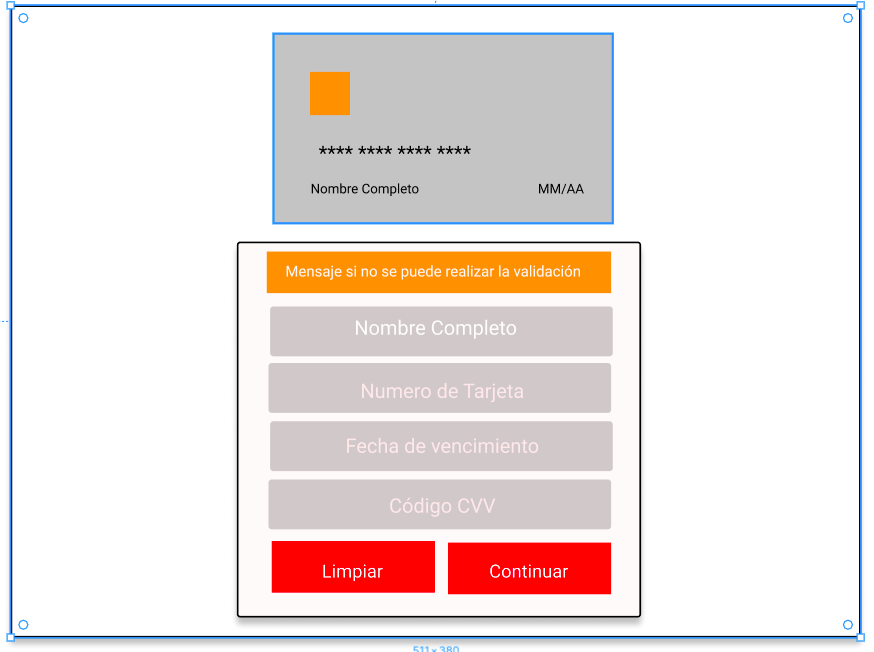 **** **** **** ****
Nombre Completo MM/AA
Mensaje si no se puede realizar la validación
Nombre Completo
Numero de Tarjeta
Fecha de vencimiento
Código CVV
Limpiar Continuar
511 × 380